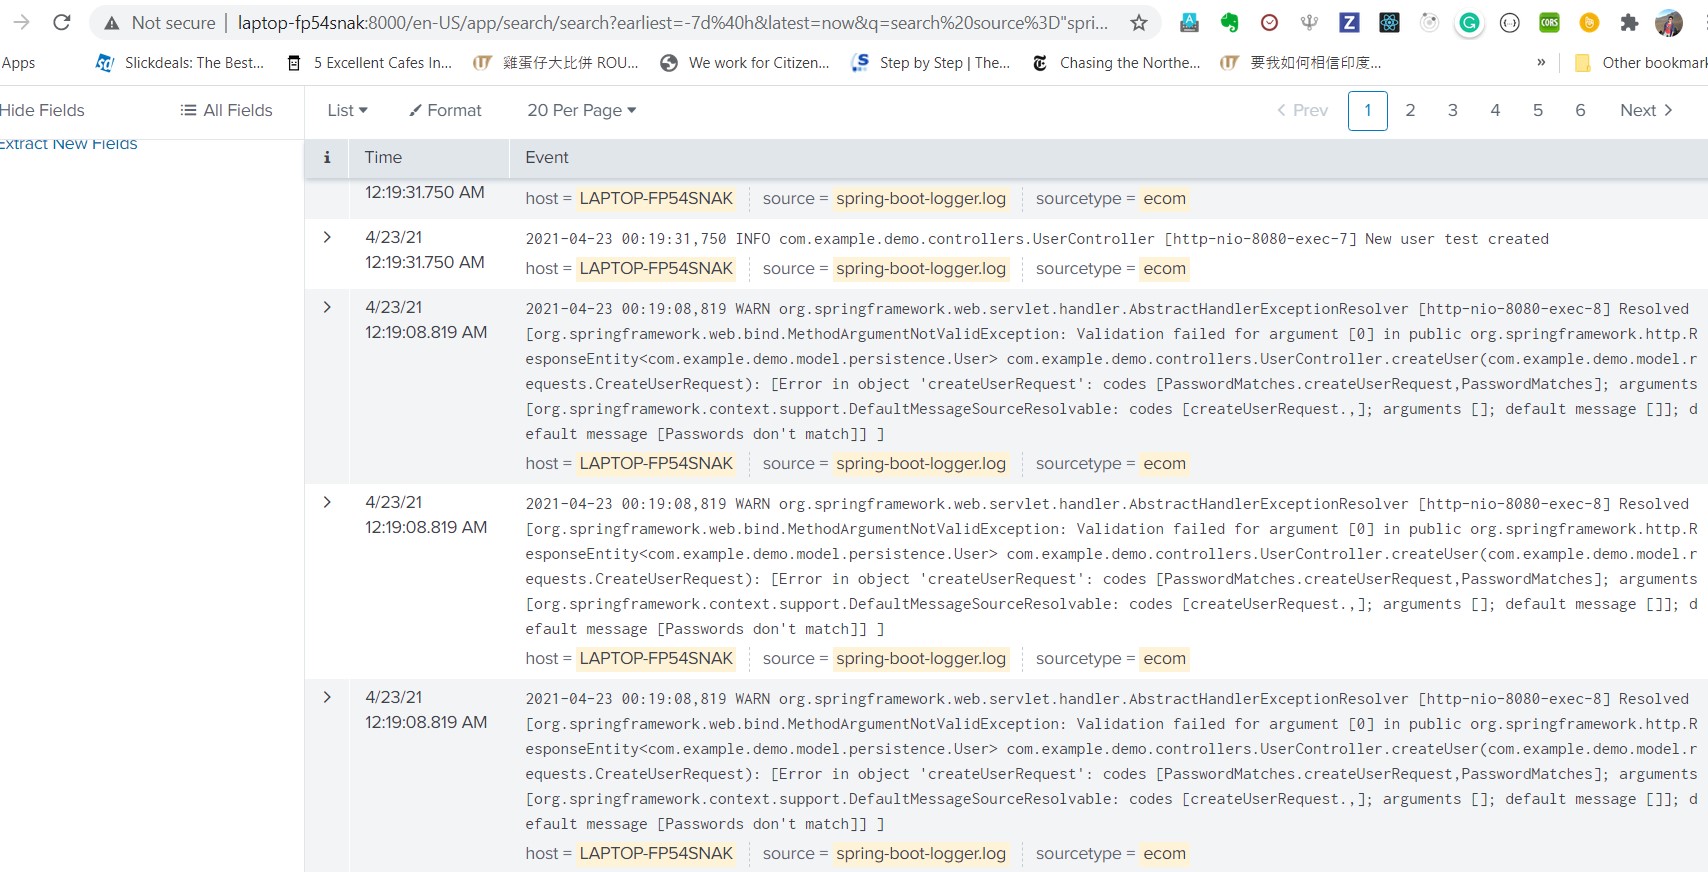 Not secure | laptop-fp54snak:8000/en-US/app/search/search?earliest=-7d%40h&latest=now&q=search%20source%3D"spri...
Apps Slickdeals: The Best... 5 Excellent Cafes In... 雞蛋仔大比併 ROU... We work for Citizen... Step by Step | The... Chasing the Northe... 要我如何相信印度... » Other bookmark
Hide Fields All Fields List Format 20 Per Page Prev 1 2 3 4 5 6 Next
Extract New Fields
i Time Event
12:19:31.750 AM
host = LAPTOP-FP54SNAK source = spring-boot-logger.log sourcetype = ecom
4/23/21
12:19:31.750 AM
2021-04-23 00:19:31,750 INFO com.example.demo.controllers.UserController [http-nio-8080-exec-7] New user test created
host = LAPTOP-FP54SNAK source = spring-boot-logger.log sourcetype = ecom
4/23/21
12:19:08.819 AM
2021-04-23 00:19:08,819 WARN org.springframework.web.servlet.handler.AbstractHandlerExceptionResolver [http-nio-8080-exec-8] Resolved
[org.springframework.web.bind.MethodArgumentNotValidException: Validation failed for argument [0] in public org.springframework.http.R
esponseEntity<com.example.demo.model.persistence.User> com.example.demo.controllers.UserController.createUser(com.example.demo.model.r
equests.CreateUserRequest): [Error in object 'createUserRequest': codes [PasswordMatches.createUserRequest,PasswordMatches]; arguments
[org.springframework.context.support.DefaultMessageSourceResolvable: codes [createUserRequest.,]; arguments []; default message []]; d
efault message [Passwords don't match]] ]
host = LAPTOP-FP54SNAK source = spring-boot-logger.log sourcetype = ecom
4/23/21
12:19:08.819 AM
2021-04-23 00:19:08,819 WARN org.springframework.web.servlet.handler.AbstractHandlerExceptionResolver [http-nio-8080-exec-8] Resolved
[org.springframework.web.bind.MethodArgumentNotValidException: Validation failed for argument [0] in public org.springframework.http.R
esponseEntity<com.example.demo.model.persistence.User> com.example.demo.controllers.UserController.createUser(com.example.demo.model.r
equests.CreateUserRequest): [Error in object 'createUserRequest': codes [PasswordMatches.createUserRequest,PasswordMatches]; arguments
[org.springframework.context.support.DefaultMessageSourceResolvable: codes [createUserRequest.,]; arguments []; default message []]; d
efault message [Passwords don't match]] ]
host = LAPTOP-FP54SNAK source = spring-boot-logger.log sourcetype = ecom
4/23/21
12:19:08.819 AM
2021-04-23 00:19:08,819 WARN org.springframework.web.servlet.handler.AbstractHandlerExceptionResolver [http-nio-8080-exec-8] Resolved
[org.springframework.web.bind.MethodArgumentNotValidException: Validation failed for argument [0] in public org.springframework.http.R
esponseEntity<com.example.demo.model.persistence.User> com.example.demo.controllers.UserController.createUser(com.example.demo.model.r
equests.CreateUserRequest): [Error in object 'createUserRequest': codes [PasswordMatches.createUserRequest,PasswordMatches]; arguments
[org.springframework.context.support.DefaultMessageSourceResolvable: codes [createUserRequest.,]; arguments []; default message []]; d
efault message [Passwords don't match]] ]
host = LAPTOP-FP54SNAK source = spring-boot-logger.log sourcetype = ecom